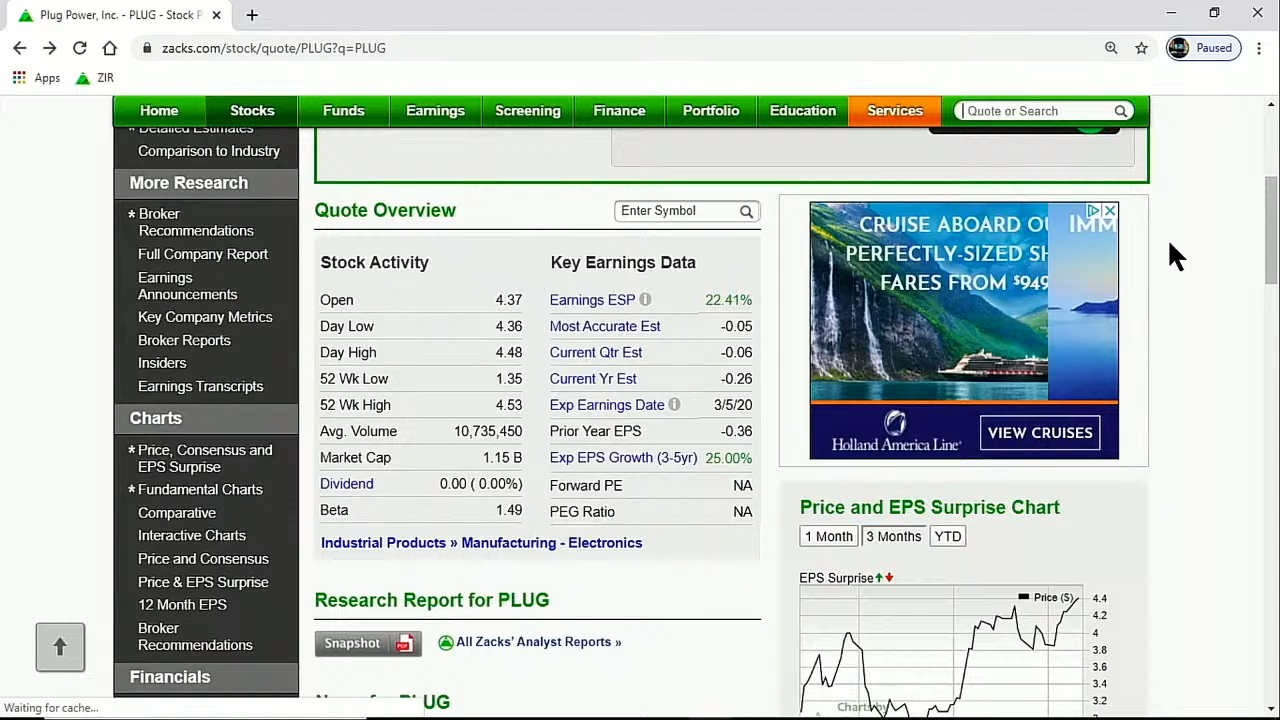 Plug Power, Inc. - PLUG - Stock P
zacks.com/stock/quote/PLUG?q=PLUG
Paused
Apps
ZIR
Home
Stocks
Funds
Earnings
Screening
Finance
Portfolio
Education
Services
Quote or Search
* Detailed Estimates
Comparison to Industry
More Research
* Broker
Recommendations
Full Company Report
Earnings
Announcements
Key Company Metrics
Broker Reports
Insiders
Earnings Transcripts
Charts
* Price, Consensus and
EPS Surprise
* Fundamental Charts
Comparative
Interactive Charts
Price and Consensus
Price & EPS Surprise
12 Month EPS
Broker
Recommendations
Financials
Waiting for cache...
Quote Overview
Enter Symbol
Stock Activity
Open 4.37
Day Low 4.36
Day High 4.48
52 Wk Low 1.35
52 Wk High 4.53
Avg. Volume 10,735,450
Market Cap 1.15 B
Dividend 0.00 ( 0.00%)
Beta 1.49
Key Earnings Data
Earnings ESP 22.41%
Most Accurate Est -0.05
Current Qtr Est -0.06
Current Yr Est -0.26
Exp Earnings Date 3/5/20
Prior Year EPS -0.36
Exp EPS Growth (3-5yr) 25.00%
Forward PE NA
PEG Ratio NA
Industrial Products » Manufacturing - Electronics
Research Report for PLUG
Snapshot
PDF
All Zacks' Analyst Reports »
News for PLUG
CRUISE ABOARD OU IMM
PERFECTLY-SIZED SH
FARES FROM $949
Holland America Line
VIEW CRUISES
Price and EPS Surprise Chart
1 Month
3 Months
YTD
EPS Surprise
Price ($)
4.4
4.2
4
3.8
3.6
3.4
3.2
Charts by